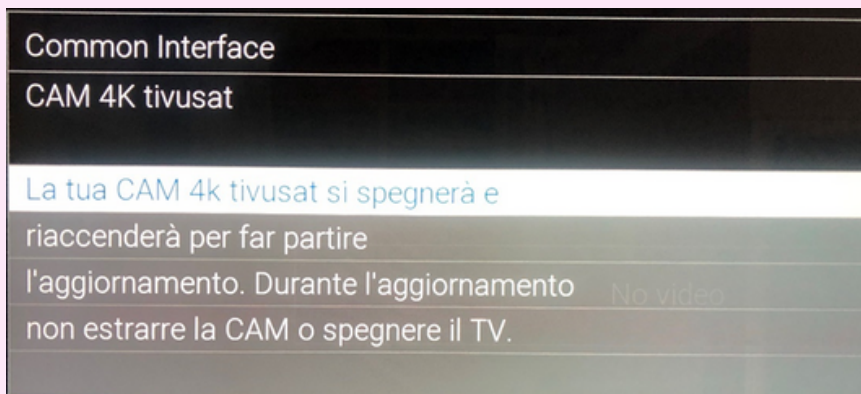 Common Interface
CAM 4K tivusat
La tua CAM 4k tivusat si spegnerà e
riaccenderà per far partire
l'aggiornamento. Durante l'aggiornamento
No video
non estrarre la CAM o spegnere il TV.